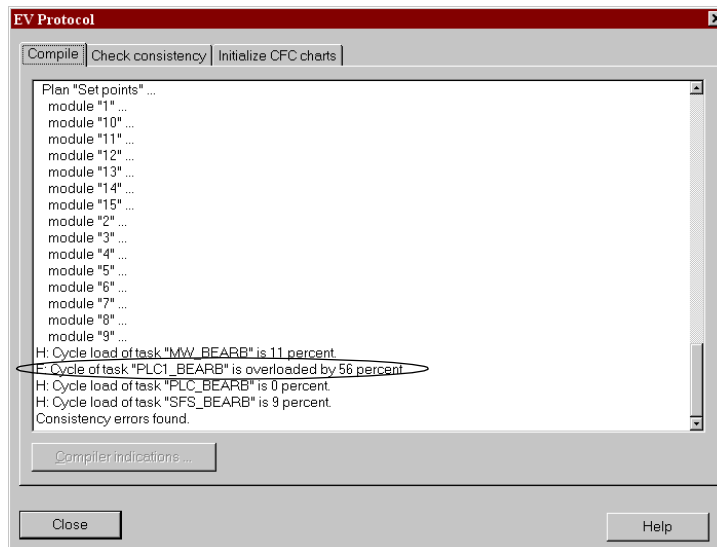 EV Protocol
Compile Check consistency Initialize CFC charts
Plan "Set points" ...
module "1" ...
module "10" ...
module "11" ...
module "12" ...
module "13" ...
module "14" ...
module "15" ...
module "2" ...
module "3" ...
module "4" ...
module "5" ...
module "6" ...
module "7" ...
module "8" ...
module "9" ...
H: Cycle load of task "MW_BEARB" is 11 percent.
F: Cycle of task "PLC1_BEARB" is overloaded by 56 percent.
H: Cycle load of task "PLC_BEARB" is 0 percent.
H: Cycle load of task "SFS_BEARB" is 9 percent.
Consistency errors found.
Compiler indications ...
Close
Help